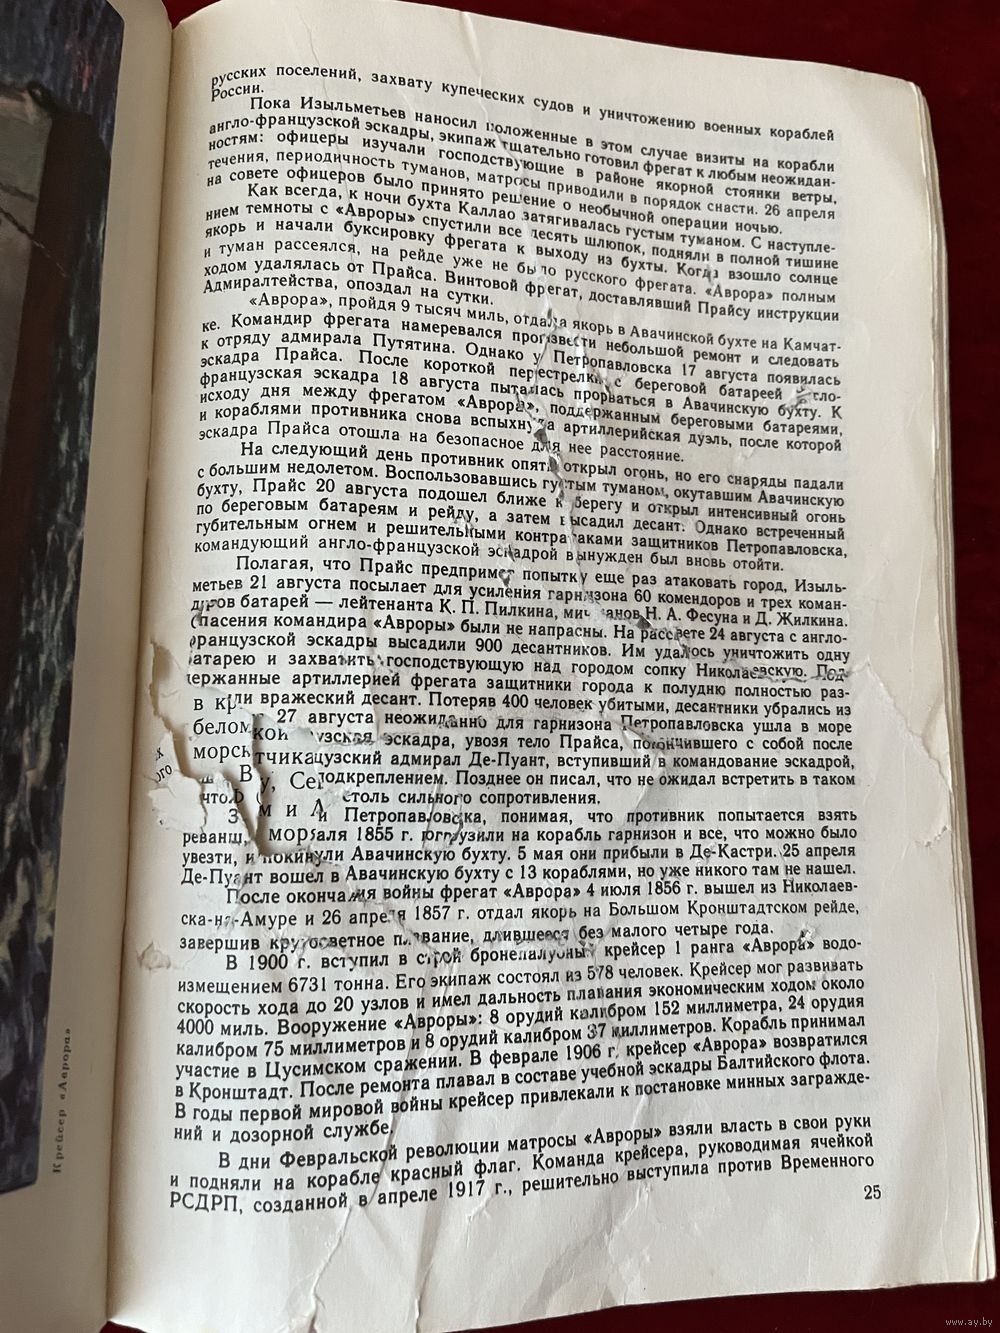 русских поселений, захвату купеческих судов и уничтожению военных кораблей
России.
Пока Изыльметьев наносил положенные в этом случае визиты на корабли
англо-французской эскадры, экипаж тщательно готовил фрегат к любым неожидан-
ностям: офицеры изучали господствующие в районе якорной стоянки ветры,
течения, периодичность туманов, матросы приводили в порядок снасти. 26 апреля
на совете офицеров было принято решение о необычной операции ночью.
Как всегда, к ночи бухта Каллао затягивалась густым туманом. С наступле-
нием темноты с «Авроры» спустили все десять шлюпок, подняли в полной тишине
якорь и начали буксировку фрегата к выходу из бухты. Когда взошло солнце
и туман рассеялся, на рейде уже не было русского фрегата. «Аврора» полным
ходом удалялась от Прайса. Винтовой фрегат, доставлявший Прайсу инструкции
Адмиралтейства, опоздал на сутки.
«Аврора», пройдя 9 тысяч миль, отдала якорь в Авачинской бухте на Камчат-
ке. Командир фрегата намеревался произвести небольшой ремонт и следовать
к отряду адмирала Путятина. Однако у Петропавловска 17 августа появилась
эскадра Прайса. После короткой перестрелки с береговой батареей англо-
французская эскадра 18 августа пыталась прорваться в Авачинскую бухту. К
исходу дня между фрегатом «Аврора», поддержанным береговыми батареями,
и кораблями противника снова вспыхнула артиллерийская дуэль, после которой
эскадра Прайса отошла на безопасное для нее расстояние.
На следующий день противник опять открыл огонь, но его снаряды падали
с большим недолетом. Воспользовавшись густым туманом, окутавшим Авачинскую
бухту, Прайс 20 августа подошел ближе к берегу и открыл интенсивный огонь
по береговым батареям и рейду, а затем высадил десант. Однако встреченный
губительным огнем и решительными контратаками защитников Петропавловска,
командующий англо-французской эскадрой вынужден был вновь отойти.
Полагая, что Прайс предпримет попытку еще раз атаковать город, Изыль-
метьев 21 августа посылает для усиления гарнизона 60 комендоров и трех коман-
диров батарей — лейтенанта К. П. Пилкина, мичманов Н. А. Фесуна и Д. Жилкина.
Опасения командира «Авроры» были не напрасны. На рассвете 24 августа с англо-
французской эскадры высадили 900 десантников. Им удалось уничтожить одну
батарею и захватить господствующую над городом сопку Николаевскую. Под-
держанные артиллерией фрегата защитники города к полудню полностью раз-
в кр ли вражеский десант. Потеряв 400 человек убитыми, десантники убрались из
белом кой 27 августа неожиданно для гарнизона Петропавловска ушла в море
морск узская эскадра, увозя тело Прайса, покончившего с собой после
тчика цузский адмирал Де-Пуант, вступивший в командование эскадрой,
В у, Се подкреплением. Позднее он писал, что не ожидал встретить в таком
столь сильного сопротивления.
З м и л и Петропавловска, понимая, что противник попытается взять
реванш, мор аля 1855 г. погрузили на корабль гарнизон и все, что можно было
увезти, и покинули Авачинскую бухту. 5 мая они прибыли в Де-Кастри. 25 апреля
Де-Пуант вошел в Авачинскую бухту с 13 кораблями, но уже никого там не нашел.
После окончания войны фрегат «Аврора» 4 июля 1856 г. вышел из Николаев-
ска-на-Амуре и 26 апреля 1857 г. отдал якорь на Большом Кронштадтском рейде,
завершив кругосветное плавание, длившееся без малого четыре года.
В 1900 г. вступил в строй бронепалубный крейсер 1 ранга «Аврора» водо-
измещением 6731 тонна. Его экипаж состоял из 578 человек. Крейсер мог развивать
скорость хода до 20 узлов и имел дальность плавания экономическим ходом около
4000 миль. Вооружение «Авроры»: 8 орудий калибром 152 миллиметра, 24 орудия
калибром 75 миллиметров и 8 орудий калибром 37 миллиметров. Корабль принимал
участие в Цусимском сражении. В феврале 1906 г. крейсер «Аврора» возвратился
в Кронштадт. После ремонта плавал в составе учебной эскадры Балтийского флота.
В годы первой мировой войны крейсер привлекали к постановке минных загражде-
ний и дозорной службе.
В дни Февральской революции матросы «Авроры» взяли власть в свои руки
и подняли на корабле красный флаг. Команда крейсера, руководимая ячейкой
РСДРП, созданной в апреле 1917 г., решительно выступила против Временного
25
Крейсер «Аврора»
www.ay.by